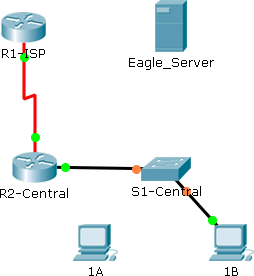 R1-ISP
Eagle_Server
R2-Central
S1-Central
1A
1B